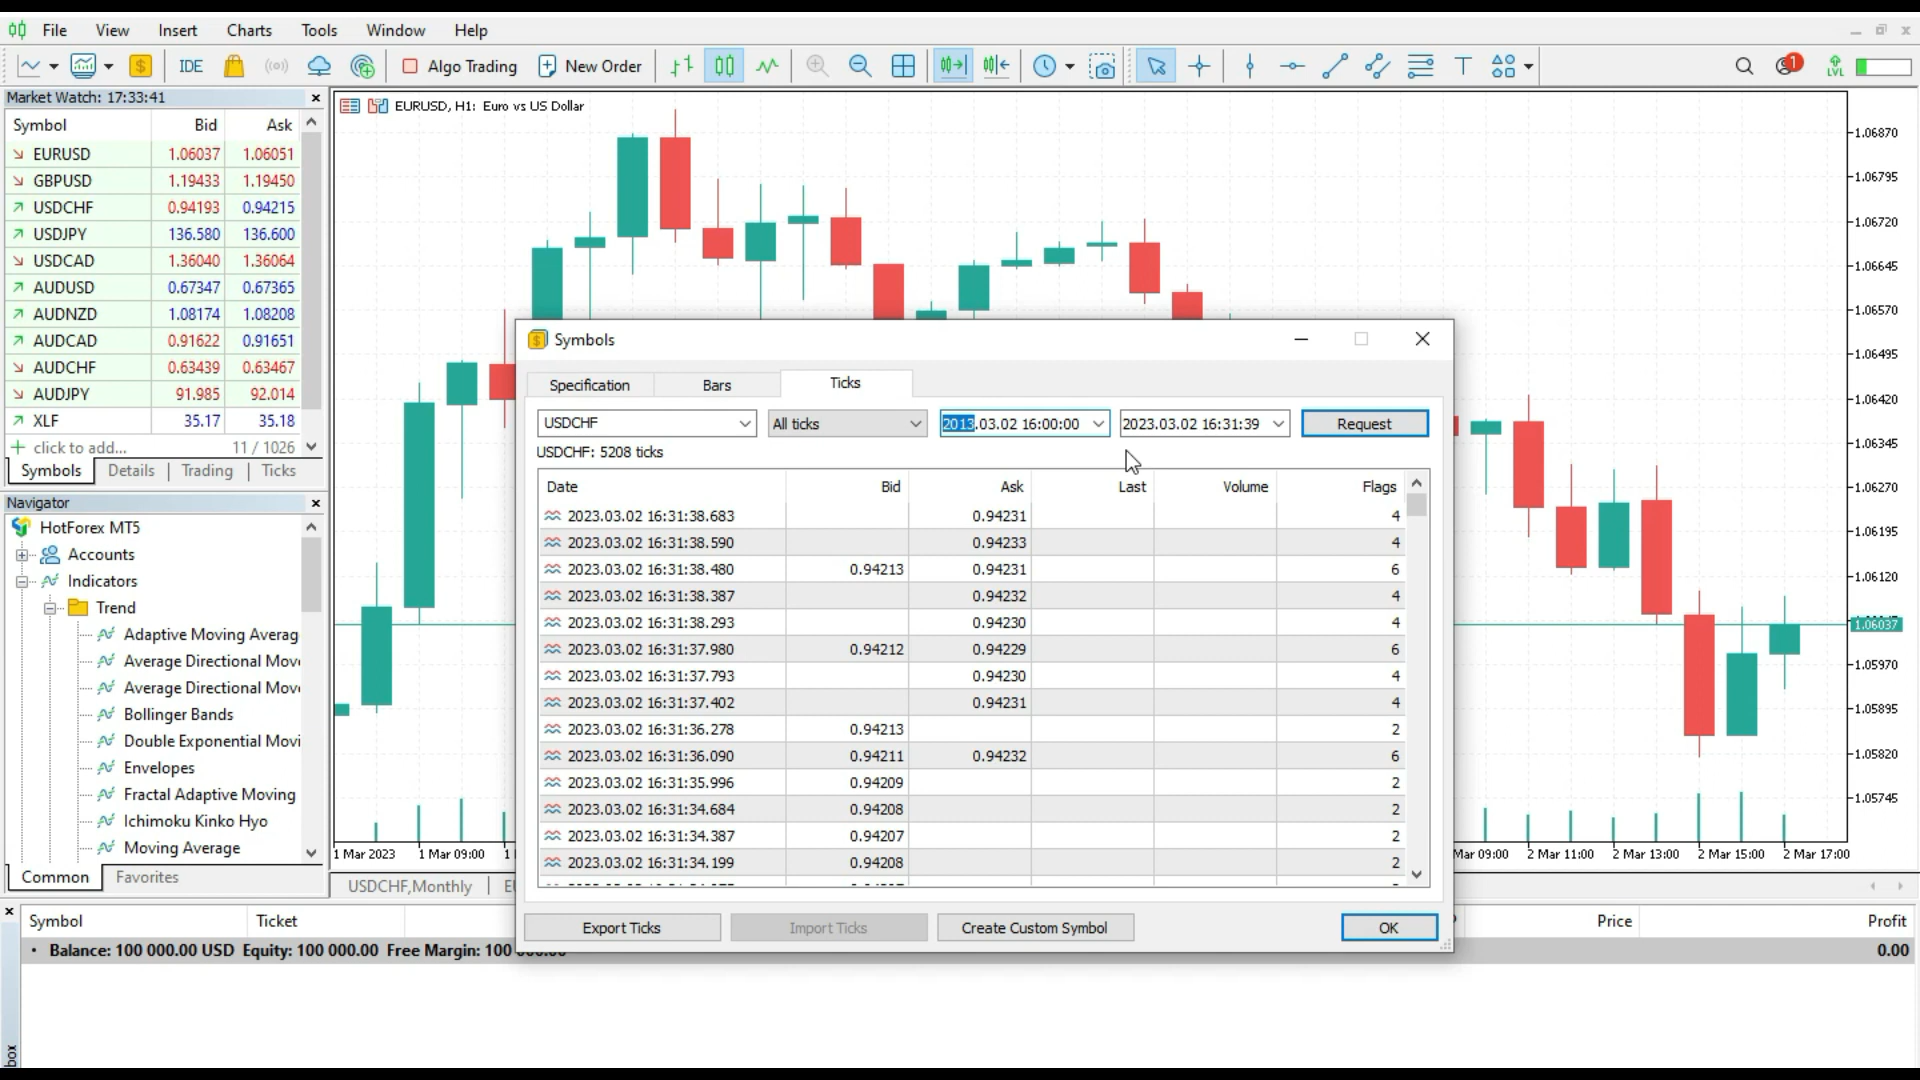 File View Insert Charts Tools Window Help
IDE Algo Trading New Order 1 LVL
Market Watch: 17:33:41
Symbol Bid Ask
EURUSD 1.06037 1.06051
GBPUSD 1.19433 1.19450
USDCHF 0.94193 0.94215
USDJPY 136.580 136.600
USDCAD 1.36040 1.36064
AUDUSD 0.67347 0.67365
AUDNZD 1.08174 1.08208
AUDCAD 0.91622 0.91651
AUDCHF 0.63439 0.63467
AUDJPY 91.985 92.014
XLF 35.17 35.18
click to add... 11 / 1026
Symbols Details Trading Ticks
Navigator
HotForex MT5
Accounts
Indicators
Trend
Adaptive Moving Averag
Average Directional Mov
Average Directional Mov
Bollinger Bands
Double Exponential Movi
Envelopes
Fractal Adaptive Moving
Ichimoku Kinko Hyo
Moving Average
Common Favorites
EURUSD, H1: Euro vs US Dollar
1.06870
1.06795
1.06720
1.06645
1.06570
1.06495
1.06420
1.06345
1.06270
1.06195
1.06120
1.06037
1.05970
1.05895
1.05820
1.05745
1 Mar 2023 1 Mar 09:00 1 Mar 09:00 2 Mar 11:00 2 Mar 13:00 2 Mar 15:00 2 Mar 17:00
USDCHF,Monthly
Symbols
Specification Bars Ticks
USDCHF All ticks 2013.03.02 16:00:00 2023.03.02 16:31:39 Request
USDCHF: 5208 ticks
Date Bid Ask Last Volume Flags
2023.03.02 16:31:38.683 0.94231 4
2023.03.02 16:31:38.590 0.94233 4
2023.03.02 16:31:38.480 0.94213 0.94231 6
2023.03.02 16:31:38.387 0.94232 4
2023.03.02 16:31:38.293 0.94230 4
2023.03.02 16:31:37.980 0.94212 0.94229 6
2023.03.02 16:31:37.793 0.94230 4
2023.03.02 16:31:37.402 0.94231 4
2023.03.02 16:31:36.278 0.94213 2
2023.03.02 16:31:36.090 0.94211 0.94232 6
2023.03.02 16:31:35.996 0.94209 2
2023.03.02 16:31:34.684 0.94208 2
2023.03.02 16:31:34.387 0.94207 2
2023.03.02 16:31:34.199 0.94208 2
Export Ticks Import Ticks Create Custom Symbol OK
Symbol Ticket Price Profit
Balance: 100 000.00 USD Equity: 100 000.00 Free Margin: 100 0.00
box